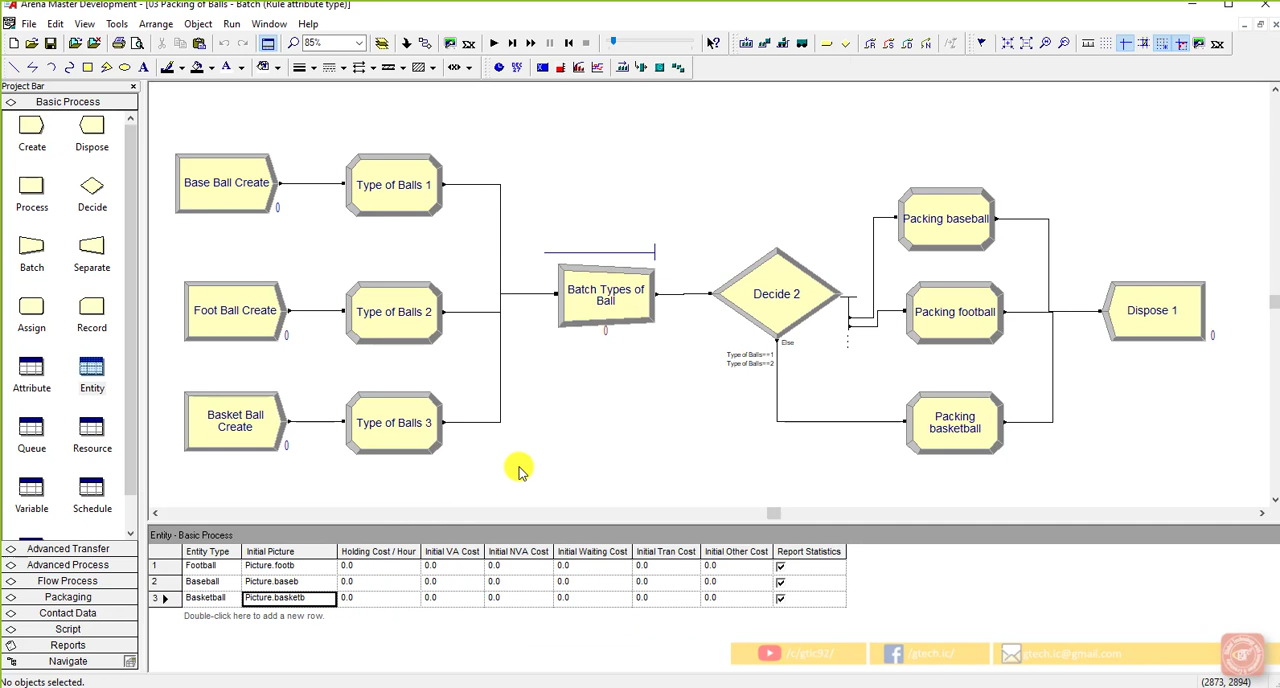 Arena Master Development - [03 Packing of Balls - Batch (Rule attribute type)]
File Edit View Tools Arrange Object Run Window Help
85%
Project Bar
Basic Process
Create Dispose
Process Decide
Batch Separate
Assign Record
Attribute Entity
Queue Resource
Variable Schedule
Advanced Transfer
Advanced Process
Flow Process
Packaging
Contact Data
Script
Reports
Navigate
Base Ball Create
0
Type of Balls 1
Foot Ball Create
0
Type of Balls 2
Basket Ball
Create
0
Type of Balls 3
Batch Types of
Ball
0
Decide 2
Else
Type of Balls==1
Type of Balls==2
Packing baseball
Packing football
Packing
basketball
Dispose 1
0
Entity - Basic Process
Entity Type Initial Picture Holding Cost / Hour Initial VA Cost Initial NVA Cost Initial Waiting Cost Initial Tran Cost Initial Other Cost Report Statistics
1 Football Picture.footb 0.0 0.0 0.0 0.0 0.0 0.0
2 Baseball Picture.baseb 0.0 0.0 0.0 0.0 0.0 0.0
3 Basketball Picture.basketb 0.0 0.0 0.0 0.0 0.0 0.0
Double-click here to add a new row.
/c/gtic92/ /gtech.ic/ gtech.ic@gmail.com
No objects selected. (2873, 2894)